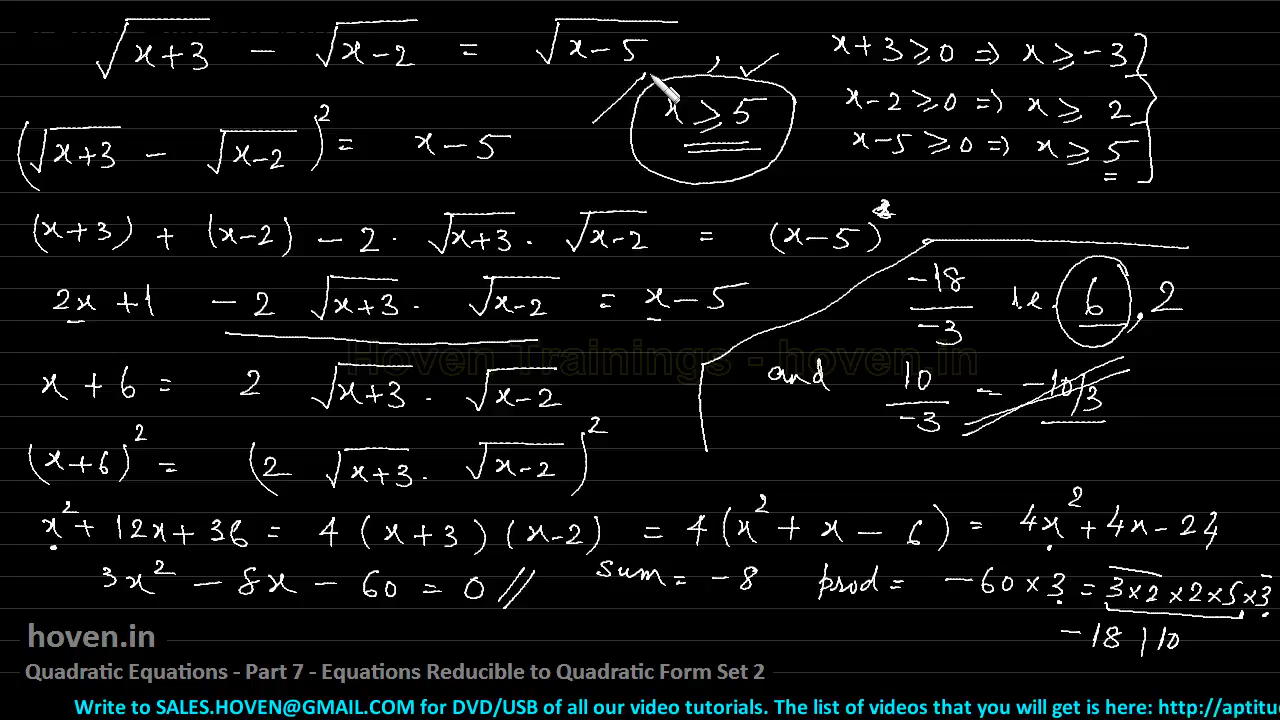 √(x+3) − √(x−2) = √(x−5)
x+3 ⩾ 0 ⇒ x ⩾ −3
, ✓
x ⩾ 5
x−2 ⩾ 0 ⇒ x ⩾ 2
x−5 ⩾ 0 ⇒ x ⩾ 5
(√(x+3) − √(x−2))² = x−5
(x+3) + (x−2) − 2 · √(x+3) · √(x−2) = (x−5)
2x + 1 − 2 √(x+3) · √(x−2) = x − 5
−18/−3 i.e. 6 . 2
Hoven Trainings - hoven.in
x + 6 = 2 √(x+3) · √(x−2)
and 10/−3 = −10/3
(x+6)² = (2 √(x+3) · √(x−2))²
x² + 12x + 36 = 4 (x+3) (x−2) = 4(x² + x − 6) = 4x² + 4x − 24
3x² − 8x − 60 = 0 //
sum = −8 prod = −60 × 3 = 3×2×2×5×3
−18 | 10
hoven.in
Quadratic Equations - Part 7 - Equations Reducible to Quadratic Form Set 2
Write to SALES.HOVEN@GMAIL.COM for DVD/USB of all our video tutorials. The list of videos that you will get is here: http://aptitu